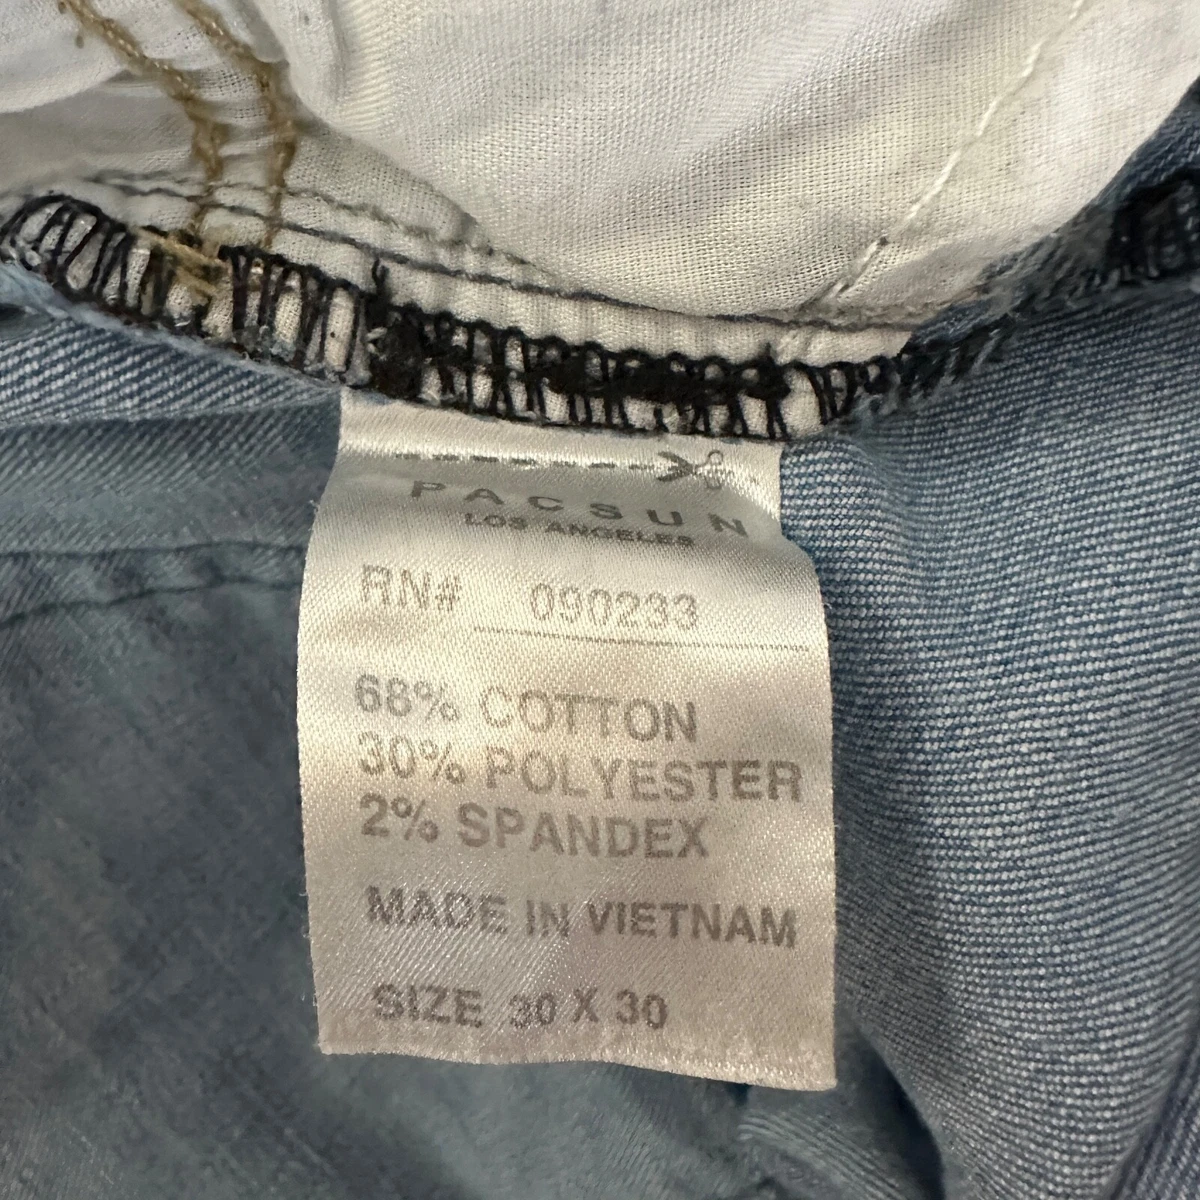 PACSUN
LOS ANGELES
RN# 090233
68% COTTON
30% POLYESTER
2% SPANDEX
MADE IN VIETNAM
SIZE 30 X 30